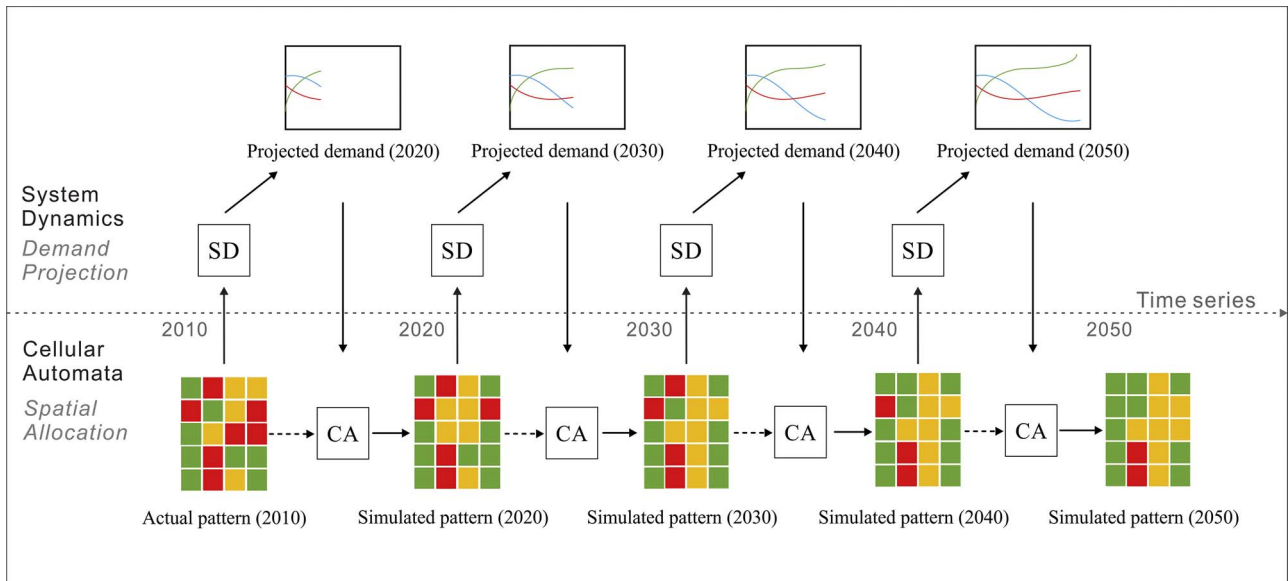 Projected demand (2020)
Projected demand (2030)
Projected demand (2040)
Projected demand (2050)
System
Dynamics
Demand
Projection
SD
SD
SD
SD
Time series
2010
2020
2030
2040
2050
Cellular
Automata
Spatial
Allocation
CA
CA
CA
CA
Actual pattern (2010)
Simulated pattern (2020)
Simulated pattern (2030)
Simulated pattern (2040)
Simulated pattern (2050)